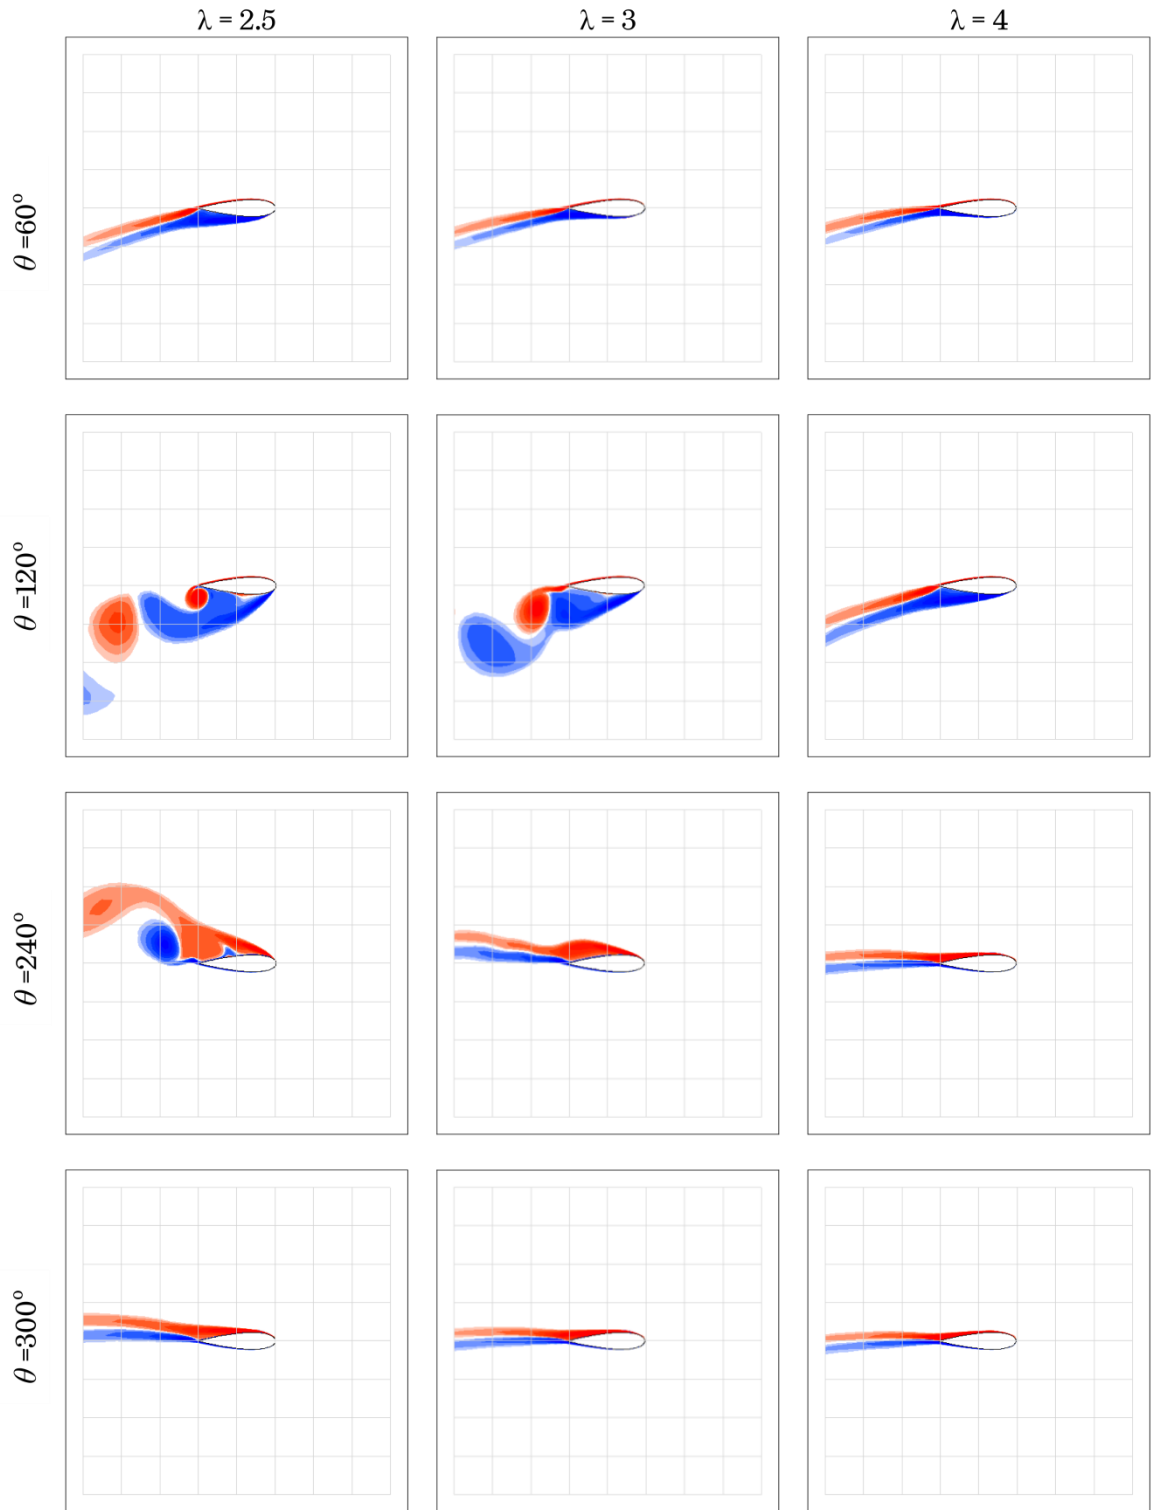 λ = 2.5 λ = 3 λ = 4
θ =60°
θ =120°
θ =240°
θ =300°